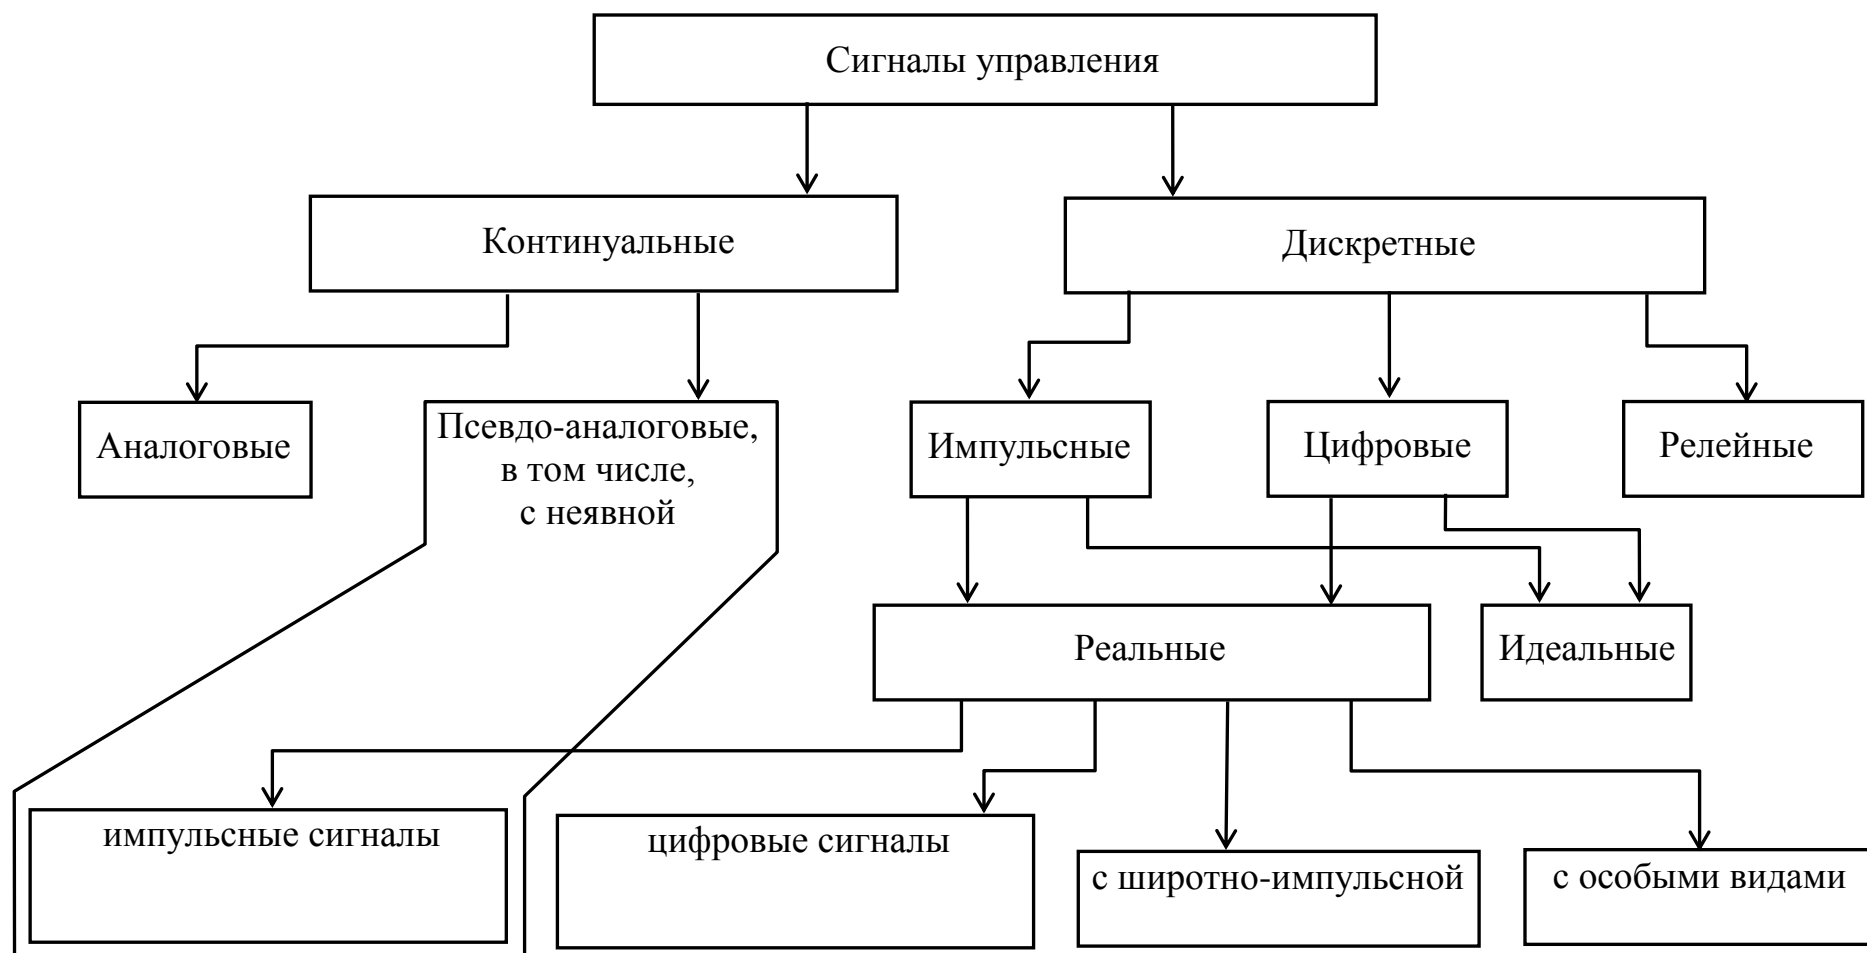 Сигналы управления
Континуальные
Дискретные
Аналоговые
Псевдо-аналоговые,
в том числе,
с неявной
Импульсные
Цифровые
Релейные
Реальные
Идеальные
импульсные сигналы
цифровые сигналы
с широтно-импульсной
с особыми видами